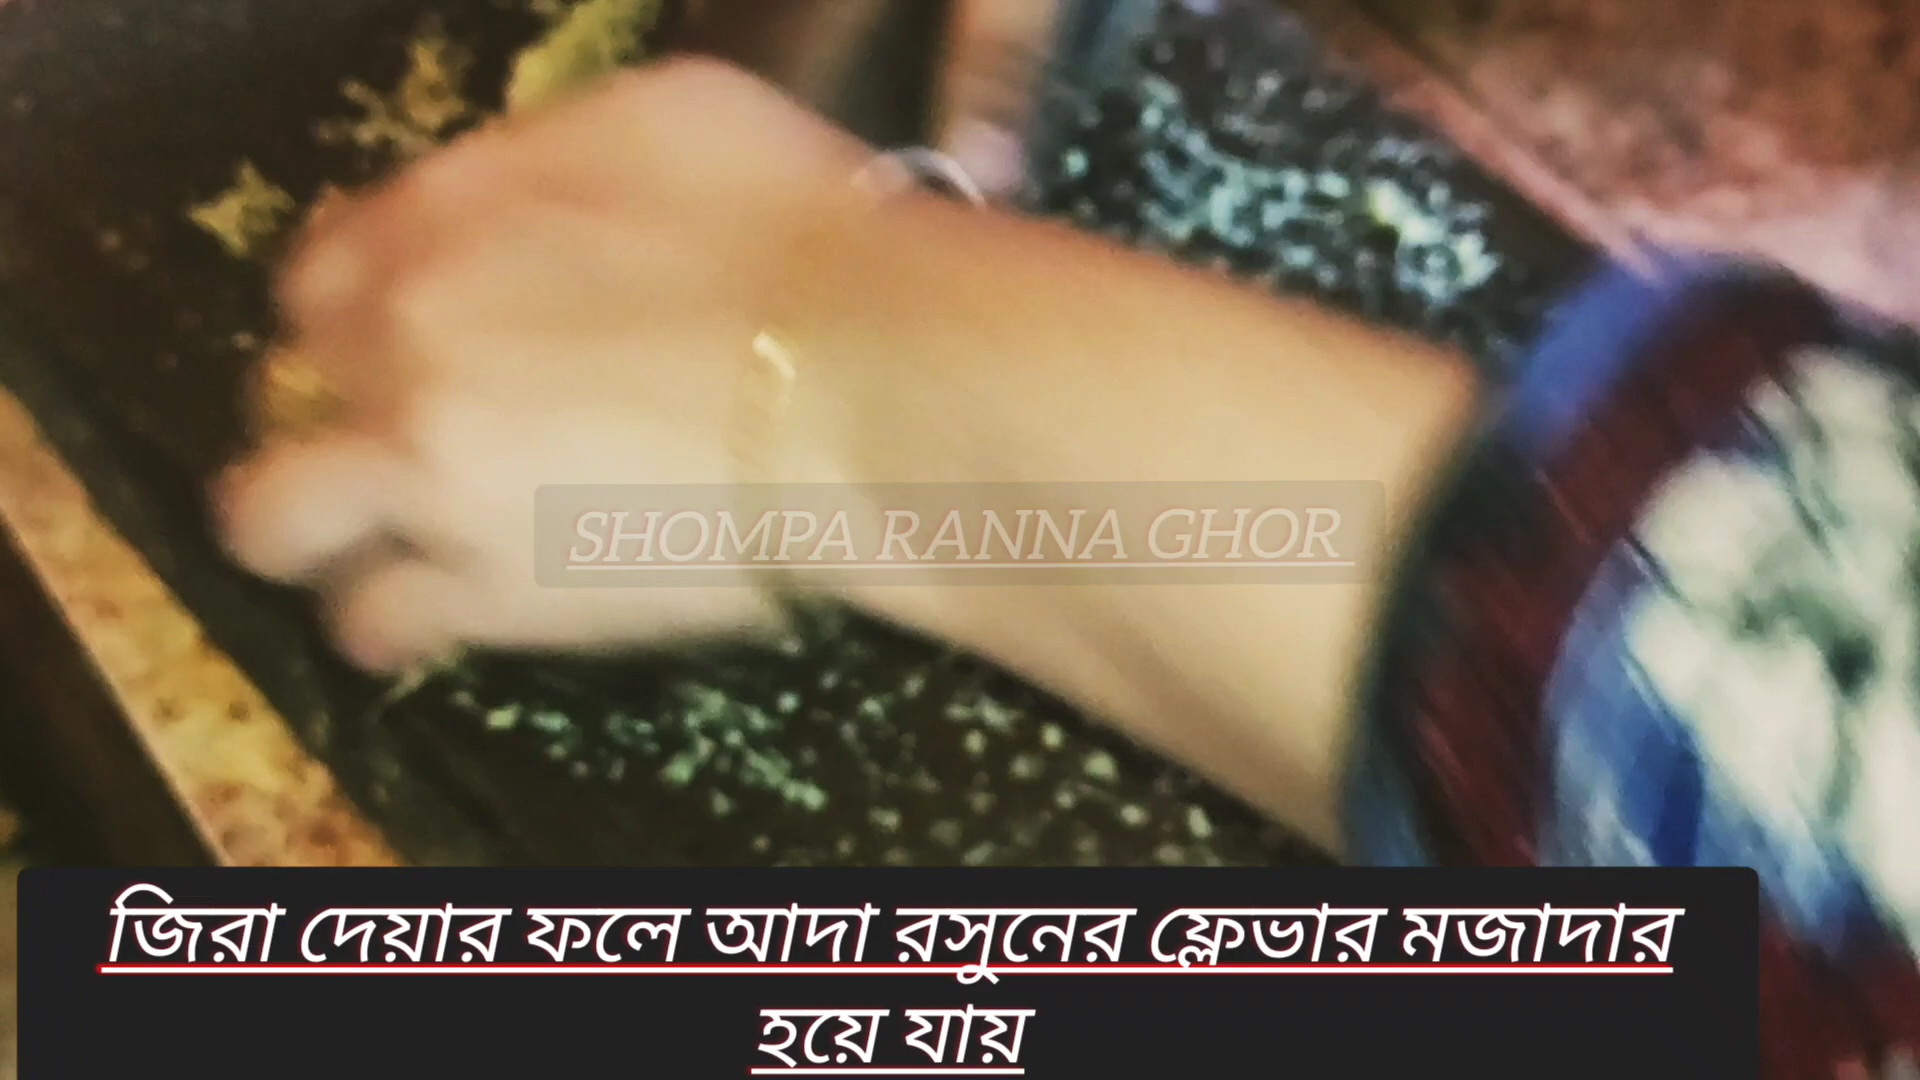 SHOMPA RANNA GHOR
জিরা দেয়ার ফলে আদা রসুনের ফ্লেভার মজাদার
হয়ে যায়